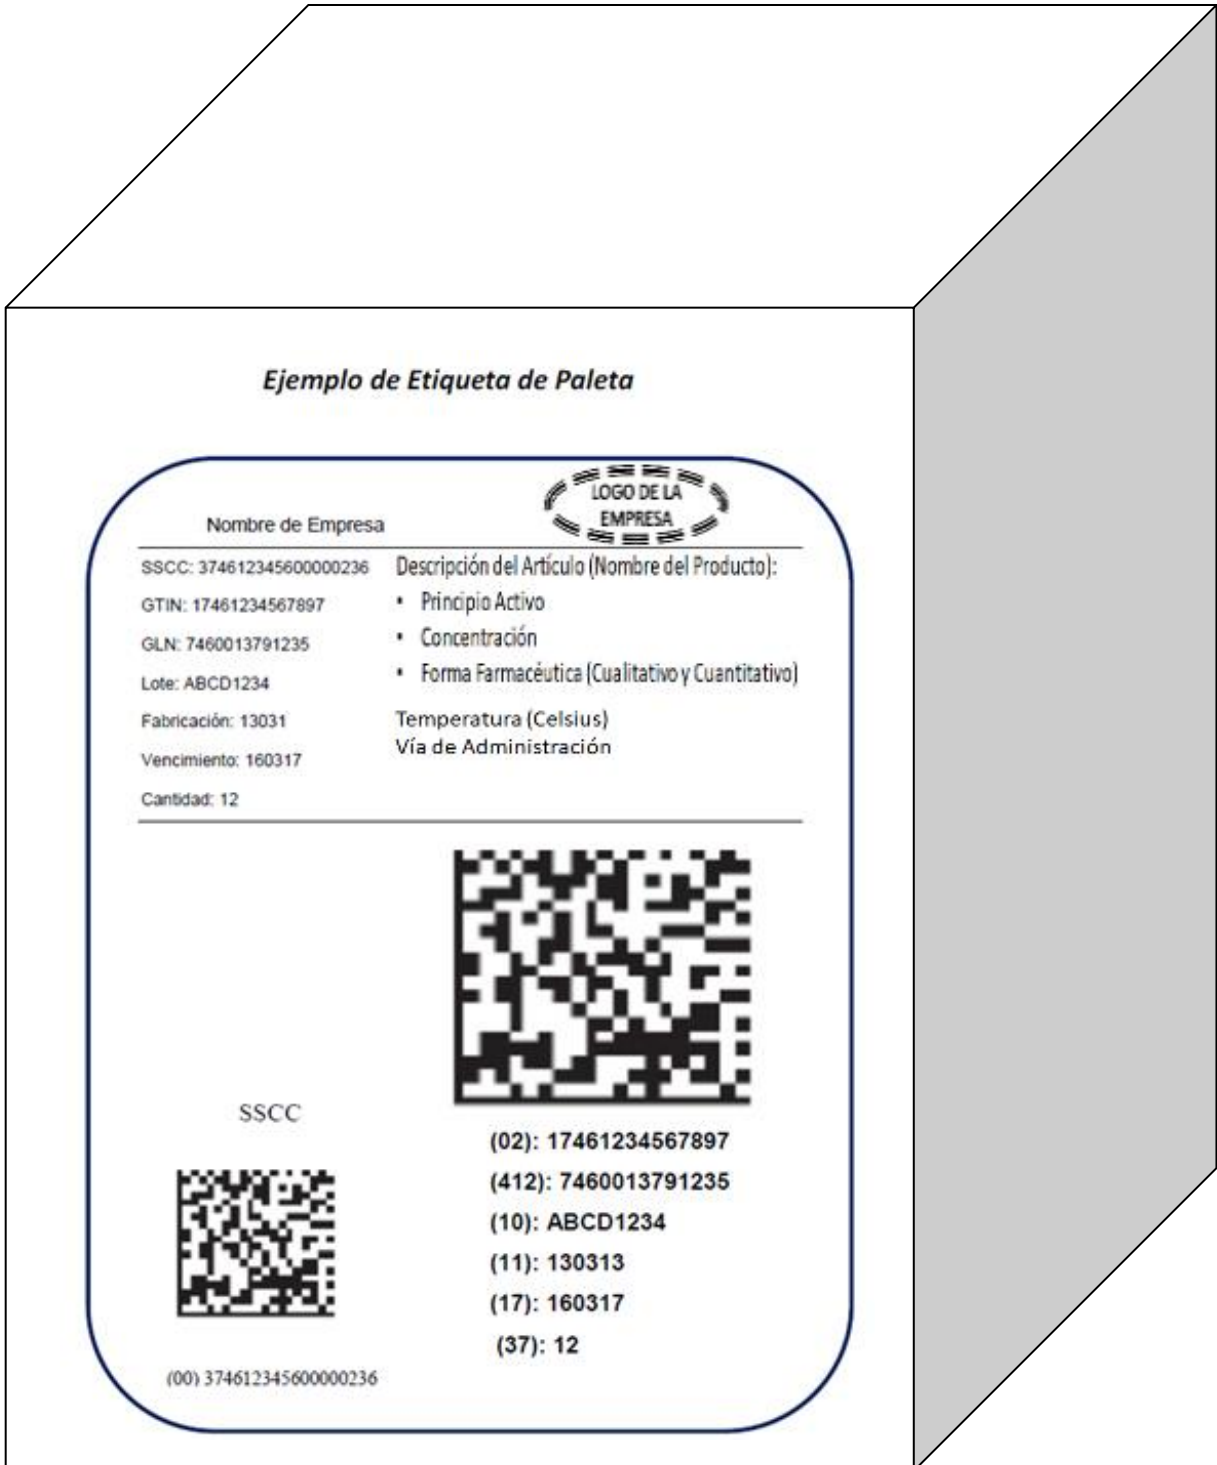 Ejemplo de Etiqueta de Paleta
LOGO DE LA
EMPRESA
Nombre de Empresa
SSCC: 374612345600000236
GTIN: 17461234567897
GLN: 7460013791235
Lote: ABCD1234
Fabricación: 13031
Vencimiento: 160317
Cantidad: 12
Descripción del Artículo (Nombre del Producto):
• Principio Activo
• Concentración
• Forma Farmacéutica (Cualitativo y Cuantitativo)
Temperatura (Celsius)
Vía de Administración
SSCC
(00) 374612345600000236
(02): 17461234567897
(412): 7460013791235
(10): ABCD1234
(11): 130313
(17): 160317
(37): 12